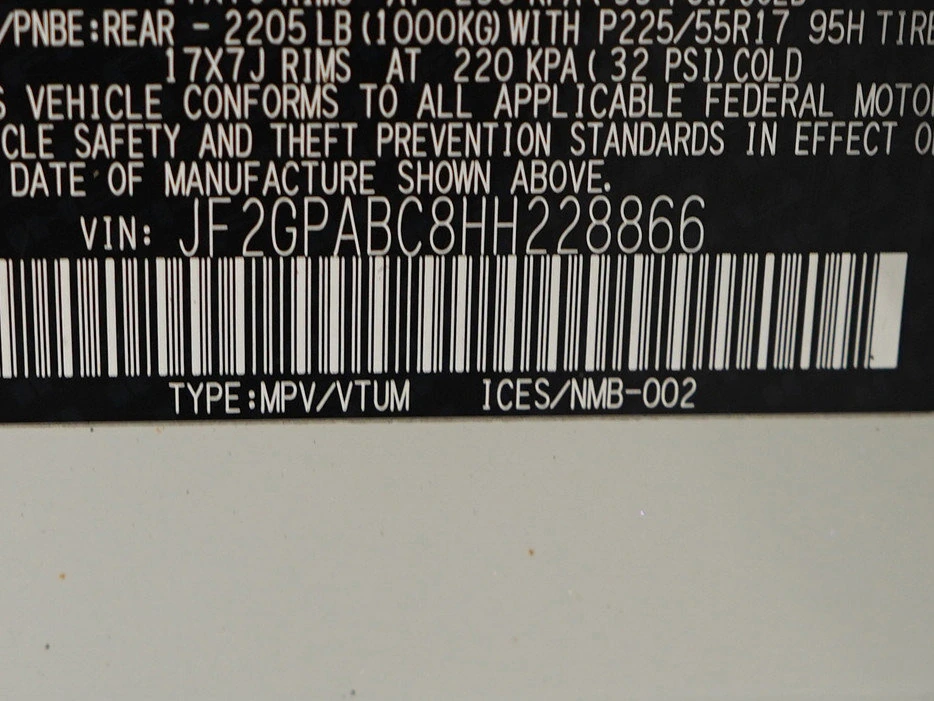 /PNBE:REAR - 2205 LB (1000KG) WITH P225/55R17 95H TIRE
17X7J RIMS AT 220 KPA ( 32 PSI) COLD
S VEHICLE CONFORMS TO ALL APPLICABLE FEDERAL MOTO
CLE SAFETY AND THEFT PREVENTION STANDARDS IN EFFECT O
DATE OF MANUFACTURE SHOWN ABOVE.
VIN: JF2GPABC8HH228866
TYPE:MPV/VTUM ICES/NMB-002